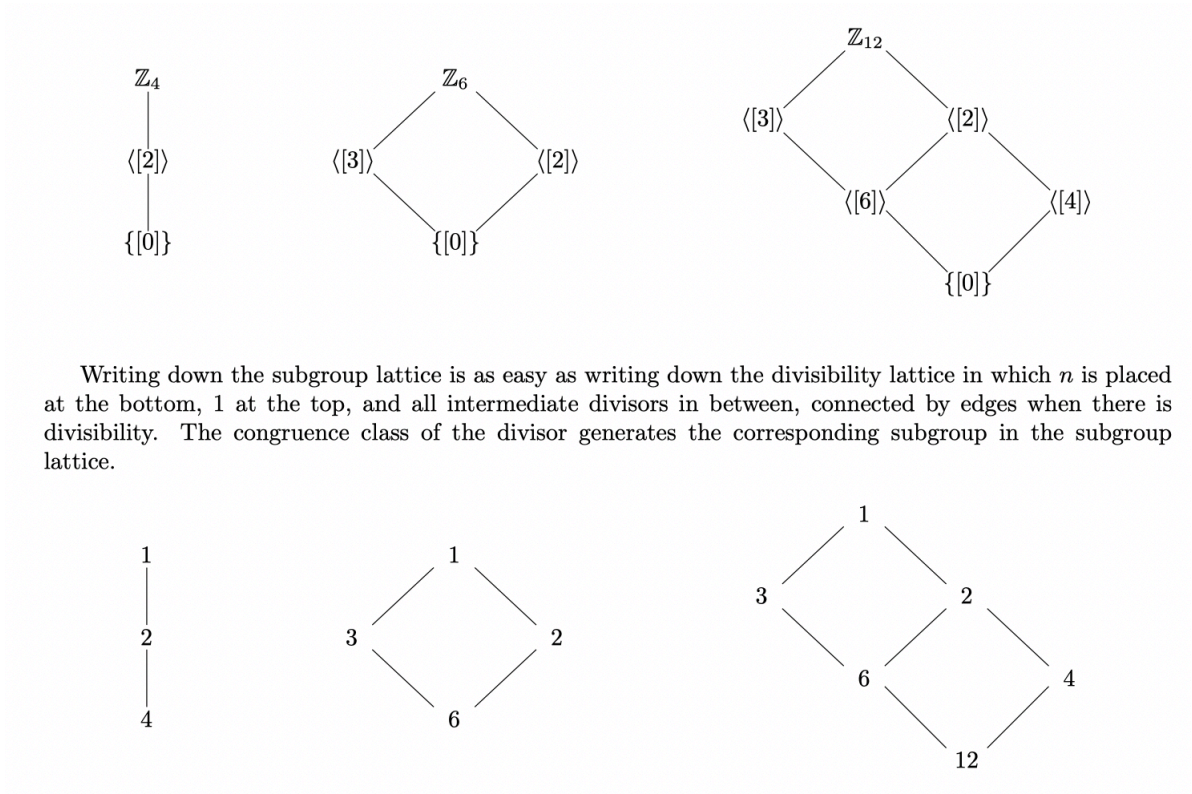 ℤ₁₂
ℤ₄ ℤ₆
⟨[3]⟩ ⟨[2]⟩
⟨[2]⟩ ⟨[3]⟩ ⟨[2]⟩
⟨[6]⟩ ⟨[4]⟩
{[0]} {[0]}
{[0]}
Writing down the subgroup lattice is as easy as writing down the divisibility lattice in which n is placed
at the bottom, 1 at the top, and all intermediate divisors in between, connected by edges when there is
divisibility. The congruence class of the divisor generates the corresponding subgroup in the subgroup
lattice.
1
1 1
3 2
2 3 2
6 4
4 6
12